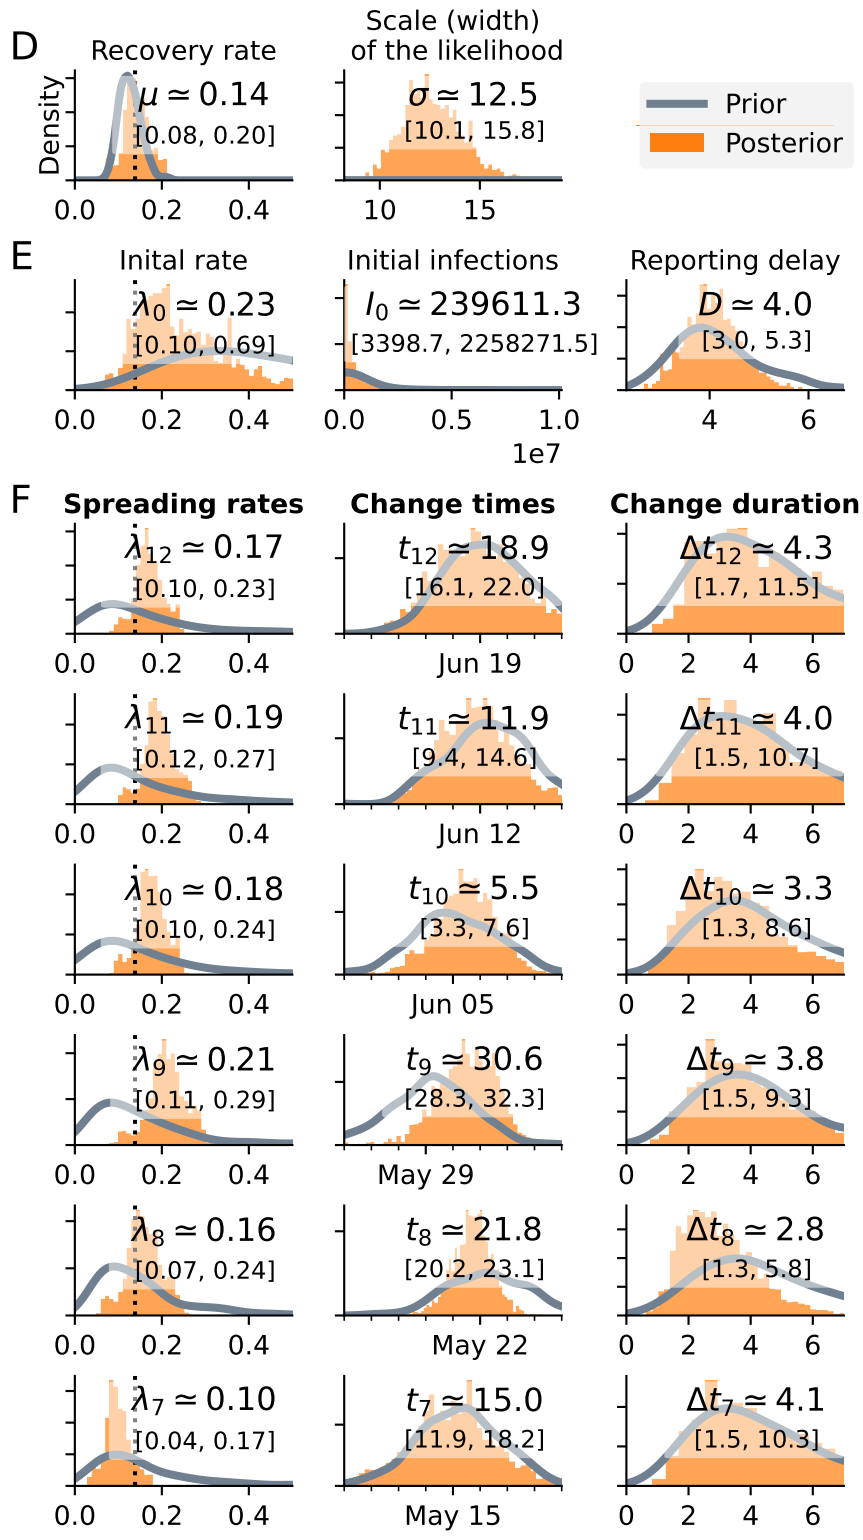 D
Recovery rate
Scale (width)
of the likelihood
Density
μ ≃ 0.14
[0.08, 0.20]
0.0 0.2 0.4
σ ≃ 12.5
[10.1, 15.8]
10 15
Prior
Posterior
E
Inital rate
λ0 ≃ 0.23
[0.10, 0.69]
0.0 0.2 0.4
Initial infections
I0 ≃ 239611.3
[3398.7, 2258271.5]
0.0 0.5 1.0
1e7
Reporting delay
D ≃ 4.0
[3.0, 5.3]
4 6
F
Spreading rates Change times Change duration
λ12 ≃ 0.17
[0.10, 0.23]
0.0 0.2 0.4
t12 ≃ 18.9
[16.1, 22.0]
Jun 19
Δt12 ≃ 4.3
[1.7, 11.5]
0 2 4 6
λ11 ≃ 0.19
[0.12, 0.27]
0.0 0.2 0.4
t11 ≃ 11.9
[9.4, 14.6]
Jun 12
Δt11 ≃ 4.0
[1.5, 10.7]
0 2 4 6
λ10 ≃ 0.18
[0.10, 0.24]
0.0 0.2 0.4
t10 ≃ 5.5
[3.3, 7.6]
Jun 05
Δt10 ≃ 3.3
[1.3, 8.6]
0 2 4 6
λ9 ≃ 0.21
[0.11, 0.29]
0.0 0.2 0.4
t9 ≃ 30.6
[28.3, 32.3]
May 29
Δt9 ≃ 3.8
[1.5, 9.3]
0 2 4 6
λ8 ≃ 0.16
[0.07, 0.24]
0.0 0.2 0.4
t8 ≃ 21.8
[20.2, 23.1]
May 22
Δt8 ≃ 2.8
[1.3, 5.8]
0 2 4 6
λ7 ≃ 0.10
[0.04, 0.17]
0.0 0.2 0.4
t7 ≃ 15.0
[11.9, 18.2]
May 15
Δt7 ≃ 4.1
[1.5, 10.3]
0 2 4 6